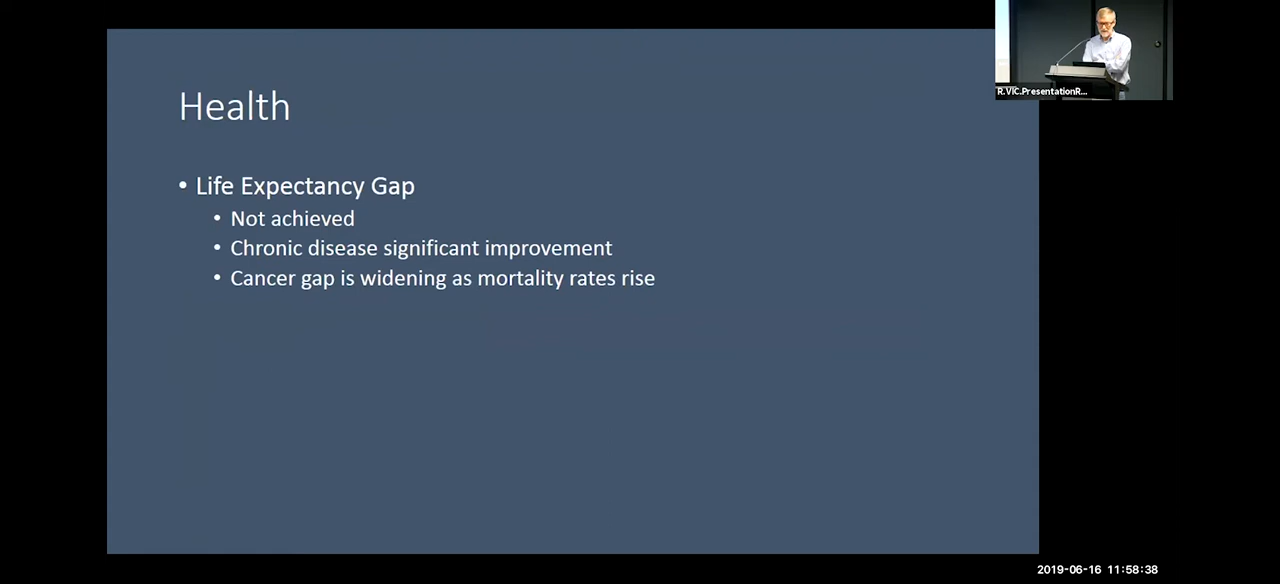 Health
• Life Expectancy Gap
• Not achieved
• Chronic disease significant improvement
• Cancer gap is widening as mortality rates rise
R.VIC.PresentationR...
2019-06-16 11:58:38